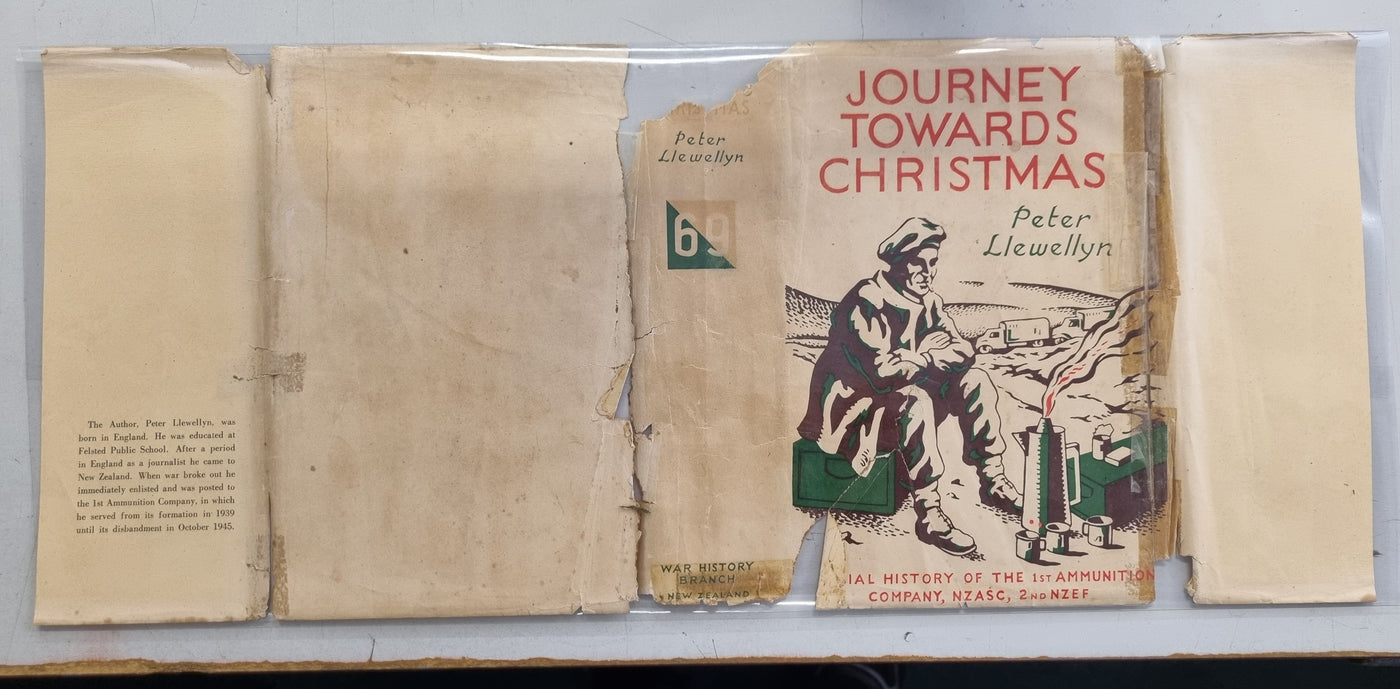 The Author, Peter Llewellyn, was
born in England. He was educated at
Felsted Public School. After a period
in England as a journalist he came to
New Zealand. When war broke out he
immediately enlisted and was posted to
the 1st Ammunition Company, in which
he served from its formation in 1939
until its disbandment in October 1945.
Peter
Llewellyn
69
WAR HISTORY
BRANCH
NEW ZEALAND
JOURNEY
TOWARDS
CHRISTMAS
Peter
Llewellyn
IAL HISTORY OF THE 1ST AMMUNITION
COMPANY, NZASC, 2ND NZEF